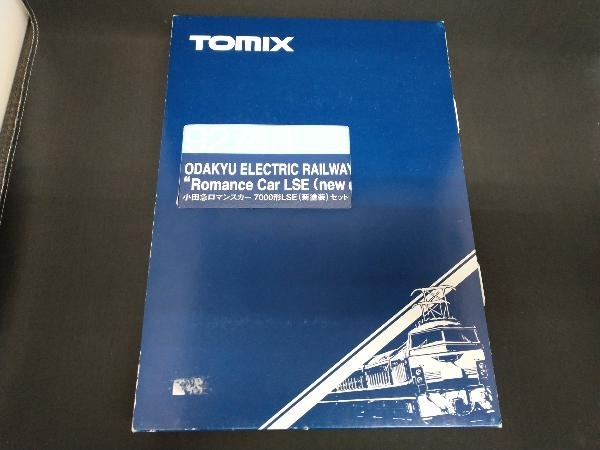 TOMIX
ODAKYU ELECTRIC RAILWAY
"Romance Car LSE (new
小田急ロマンスカー 7000形LSE(新塗装)セット